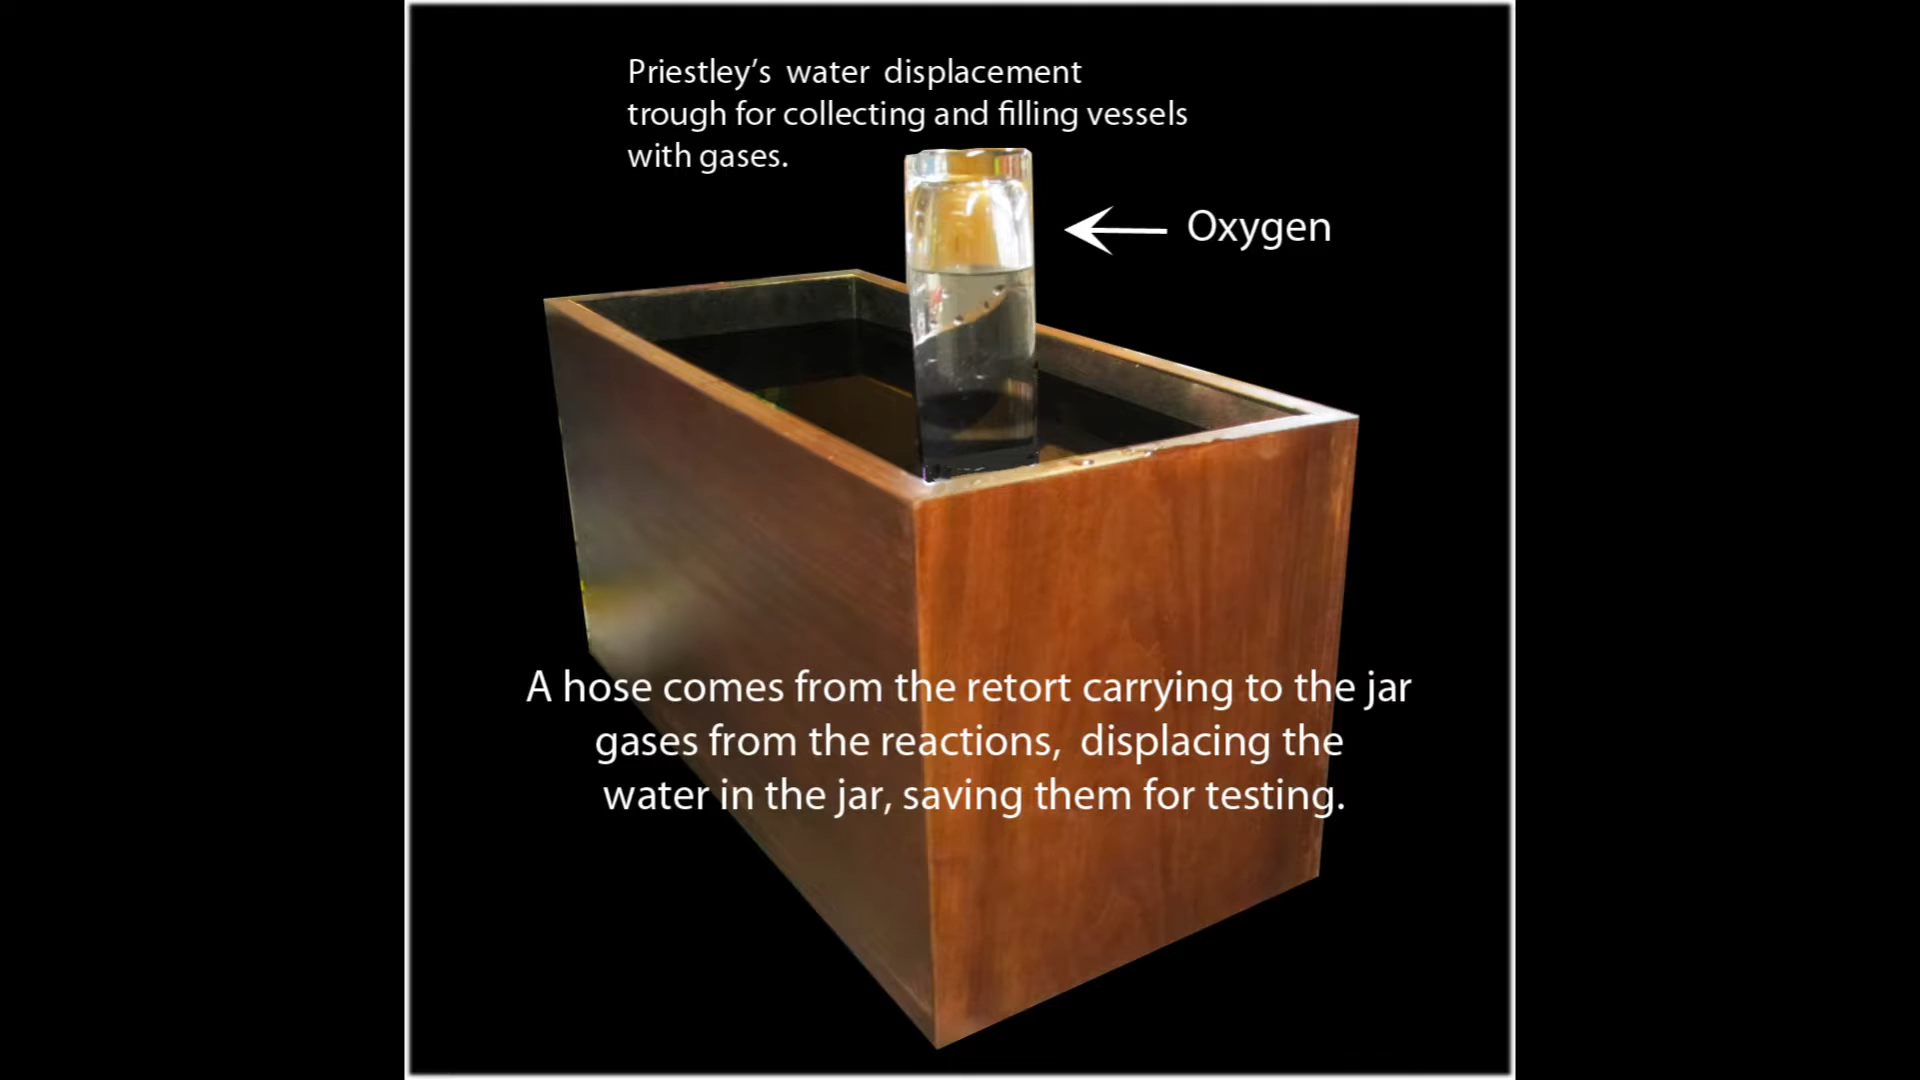 Priestley’s water displacement
trough for collecting and filling vessels
with gases.
Oxygen
A hose comes from the retort carrying to the jar
gases from the reactions, displacing the
water in the jar, saving them for testing.